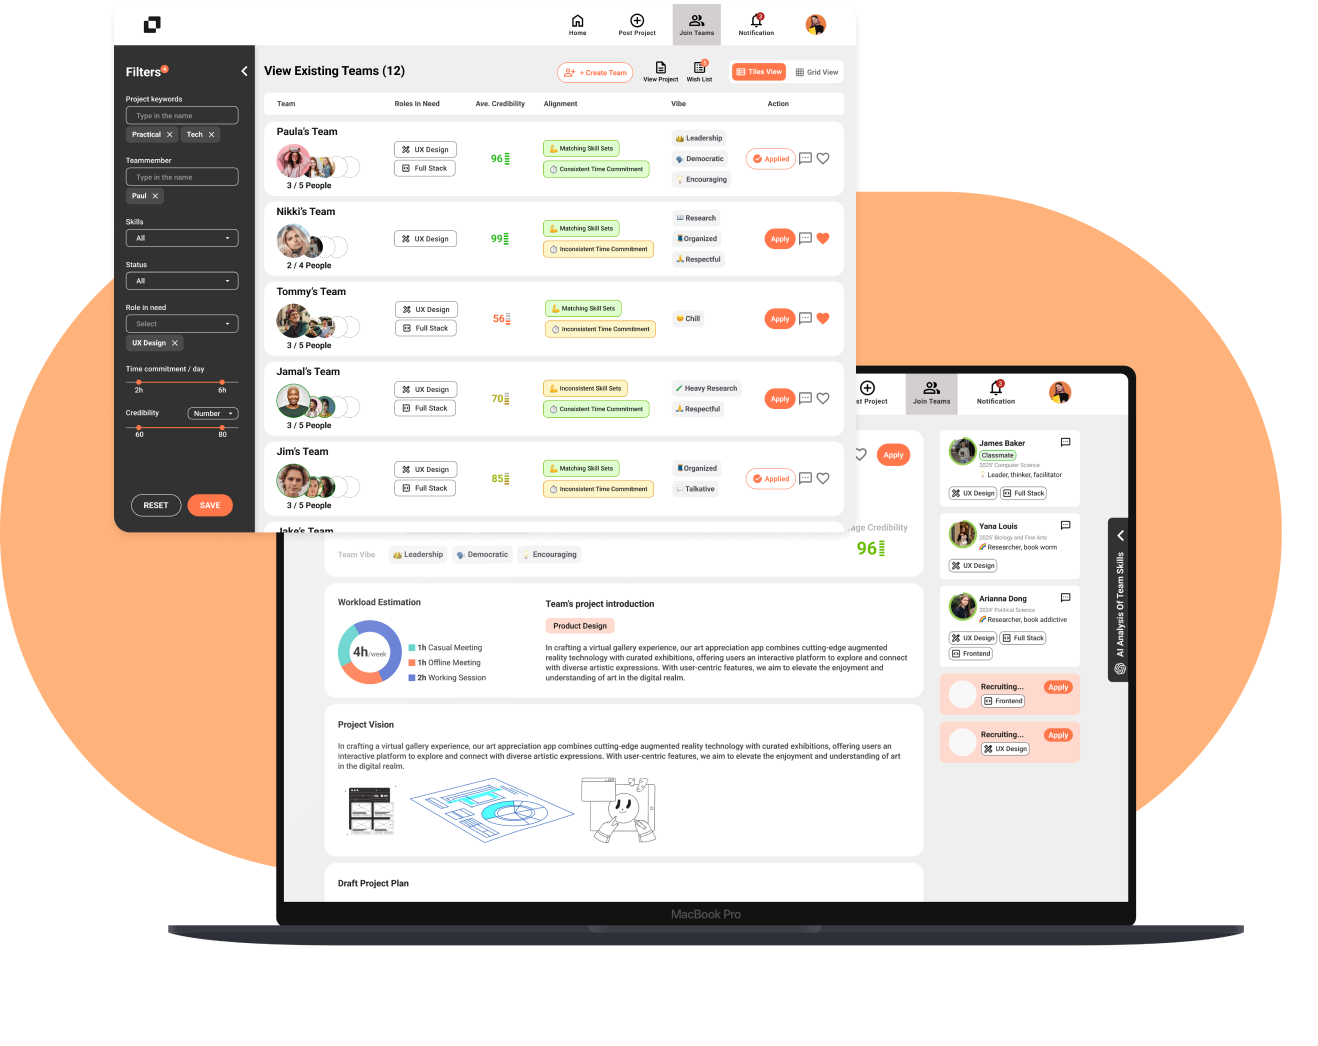 Home
Post Project
Join Teams
3
Notification
Filters 4
Project keywords
Type in the name
Practical
Tech
Teammember
Type in the name
Paul
Skills
All
Status
All
Role in need
Select
UX Design
Time commitment / day
2h 6h
Credibility
Number
60 80
RESET
SAVE
View Existing Teams (12)
+ Create Team
View Project
Wish List
Tiles View
Grid View
Team Roles In Need Ave. Credibility Alignment Vibe Action
Paula's Team
3 / 5 People
UX Design
Full Stack
96
Matching Skill Sets
Consistent Time Commitment
Leadership
Democratic
Encouraging
Applied
Nikki's Team
2 / 4 People
UX Design
99
Matching Skill Sets
Inconsistent Time Commitment
Research
Organized
Respectful
Apply
Tommy's Team
3 / 5 People
UX Design
Full Stack
56
Matching Skill Sets
Inconsistent Time Commitment
Chill
Apply
Jamal's Team
3 / 5 People
UX Design
Full Stack
70
Inconsistent Skill Sets
Consistent Time Commitment
Heavy Research
Respectful
Apply
Jim's Team
3 / 5 People
UX Design
Full Stack
85
Matching Skill Sets
Inconsistent Time Commitment
Organized
Talkative
Applied
Jake's Team
st Project
Join Teams
3
Notification
Apply
age Credibility
96
Team Vibe
Leadership
Democratic
Encouraging
Workload Estimation
4h/week
1h Casual Meeting
1h Offline Meeting
2h Working Session
Team's project introduction
Product Design
In crafting a virtual gallery experience, our art appreciation app combines cutting-edge augmented
reality technology with curated exhibitions, offering users an interactive platform to explore and connect
with diverse artistic expressions. With user-centric features, we aim to elevate the enjoyment and
understanding of art in the digital realm.
Project Vision
In crafting a virtual gallery experience, our art appreciation app combines cutting-edge augmented reality technology with curated exhibitions, offering users an
interactive platform to explore and connect with diverse artistic expressions. With user-centric features, we aim to elevate the enjoyment and understanding of art
in the digital realm.
Draft Project Plan
James Baker
Classmate
2025' Computer Science
Leader, thinker, facilitator
UX Design
Full Stack
Yana Louis
2025' Biology and Fine Arts
Researcher, book worm
UX Design
Arianna Dong
2024' Political Science
Researcher, book addictive
UX Design
Full Stack
Frontend
Recruiting...
Apply
Frontend
Recruiting...
Apply
UX Design
AI Analysis Of Team Skills
MacBook Pro